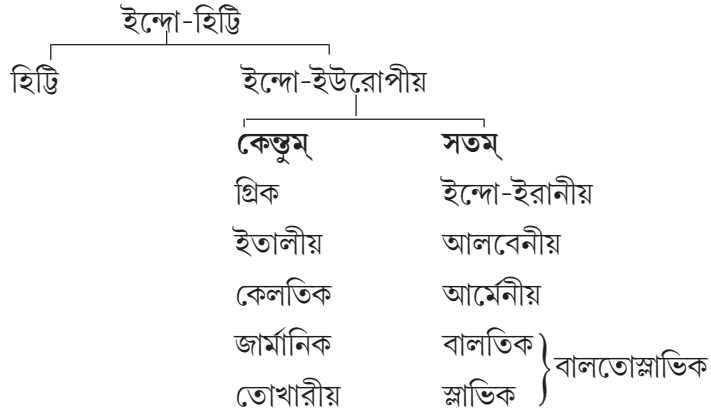 ইন্দো-হিট্টি
হিট্টি ইন্দো-ইউরোপীয়
কেন্তুম্ সতম্
গ্রিক ইন্দো-ইরানীয়
ইতালীয় আলবেনীয়
কেলতিক আর্মেনীয়
জার্মানিক বালতিক
তোখারীয় স্লাভিক
বালতোস্লাভিক